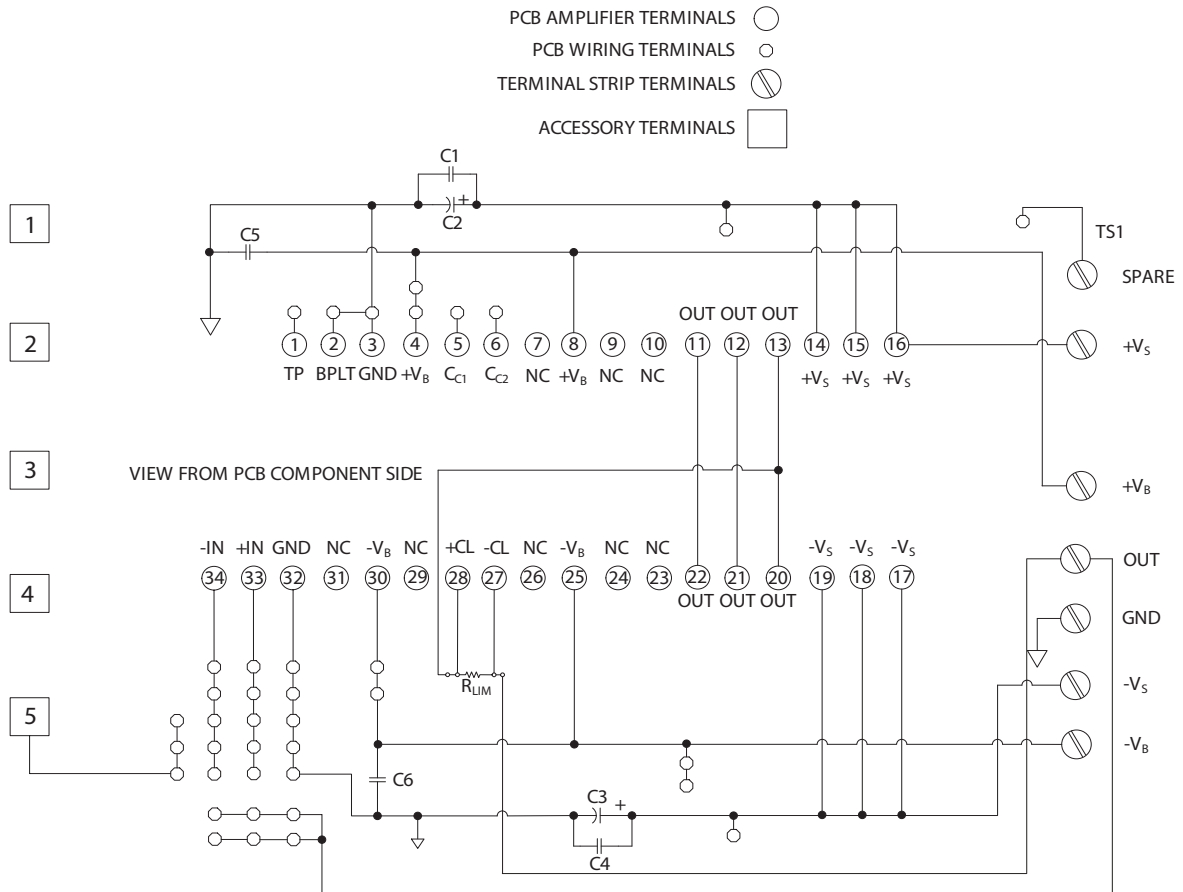 PCB AMPLIFIER TERMINALS
PCB WIRING TERMINALS
TERMINAL STRIP TERMINALS
ACCESSORY TERMINALS
C1
+
C2
1
C5
TS1
SPARE
OUT OUT OUT
2
1 2 3 4 5 6 7 8 9 10 11 12 13 14 15 16
+VS
TP BPLT GND +VB CC1 CC2 NC +VB NC NC +VS +VS +VS
3
VIEW FROM PCB COMPONENT SIDE
+VB
-IN +IN GND NC -VB NC +CL -CL NC -VB NC NC -VS -VS -VS
OUT
4
34 33 32 31 30 29 28 27 26 25 24 23 22 21 20 19 18 17
OUT OUT OUT
GND
RLIM
-VS
5
-VB
C6
C3
+
C4